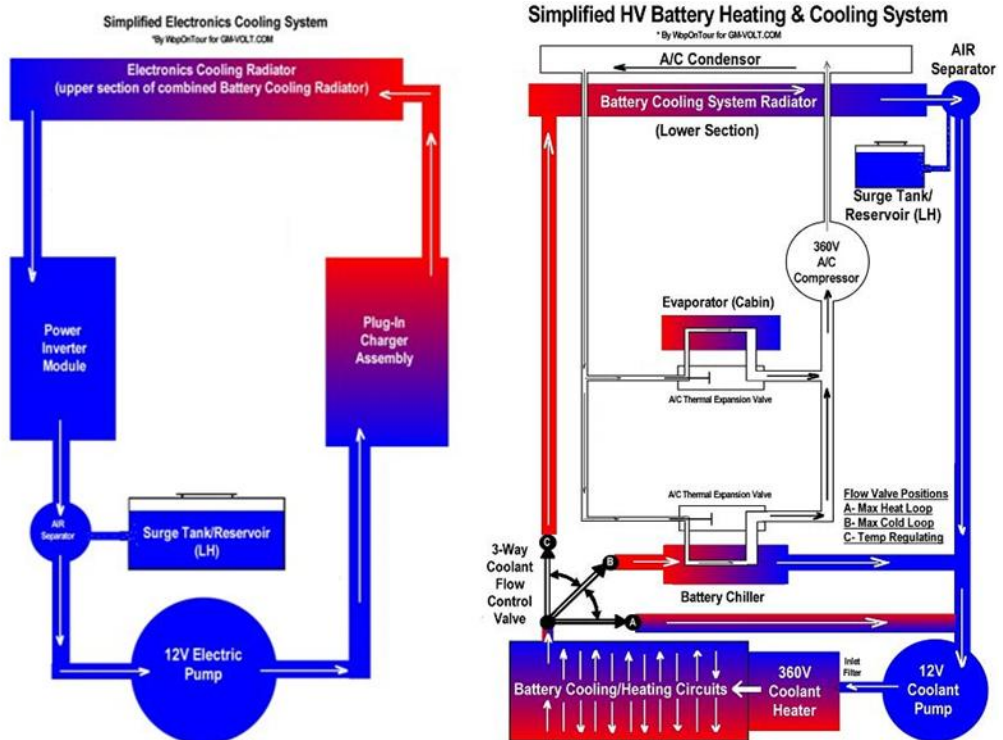 Simplified Electronics Cooling System
*By WopOnTour for GM-VOLT.COM
Electronics Cooling Radiator
(upper section of combined Battery Cooling Radiator)
Power
Inverter
Module
Plug-In
Charger
Assembly
AIR
Separator
Surge Tank/Reservoir
(LH)
12V Electric
Pump
Simplified HV Battery Heating & Cooling System
* By WopOnTour for GM-VOLT.COM
A/C Condensor
AIR
Separator
Battery Cooling System Radiator
(Lower Section)
Surge Tank/
Reservoir (LH)
360V
A/C
Compressor
Evaporator (Cabin)
A/C Thermal Expansion Valve
A/C Thermal Expansion Valve
Flow Valve Positions
A- Max Heat Loop
B- Max Cold Loop
C- Temp Regulating
3-Way
Coolant
Flow
Control
Valve
C
B
A
Battery Chiller
Battery Cooling/Heating Circuits
360V
Coolant
Heater
Inlet
Filter
12V
Coolant
Pump